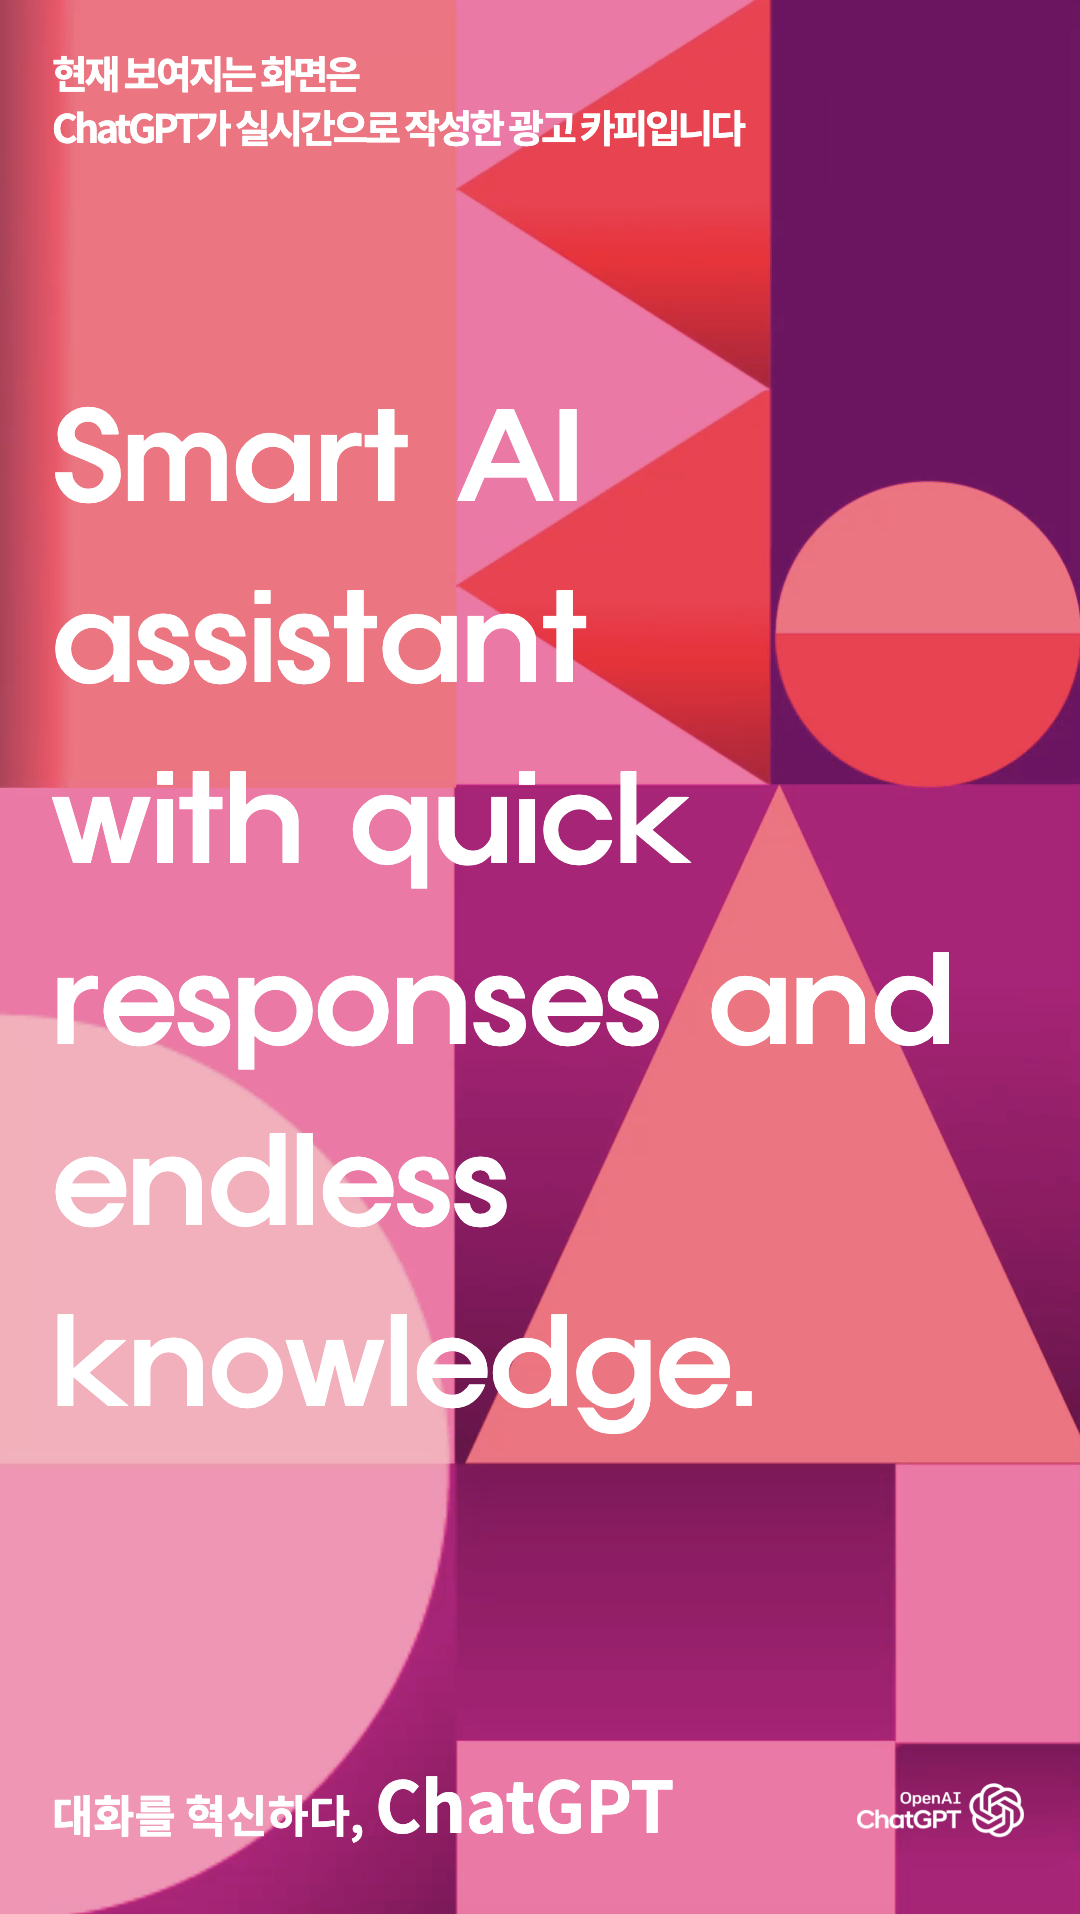 현재 보여지는 화면은
ChatGPT가 실시간으로 작성한 광고 카피입니다
Smart AI
assistant
with quick
responses and
endless
knowledge.
대화를 혁신하다, ChatGPT
OpenAI
ChatGPT